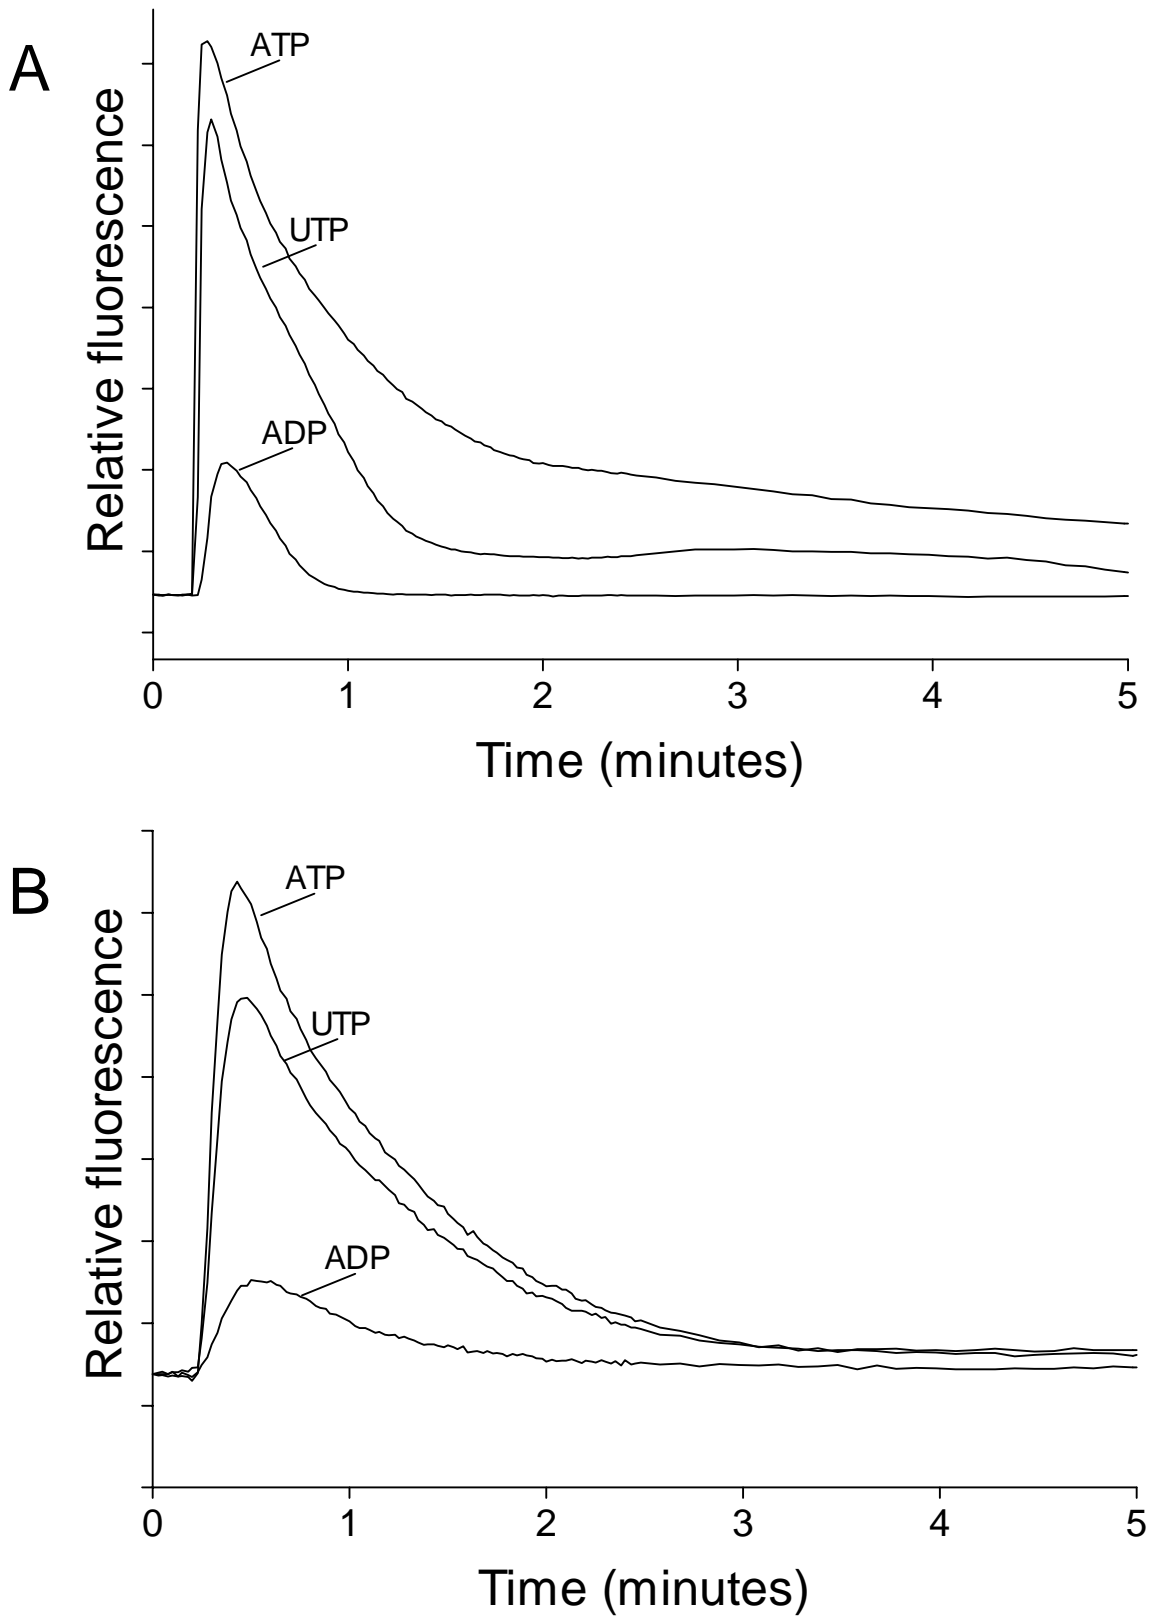 A
ATP
UTP
ADP
Relative fluorescence
0 1 2 3 4 5
Time (minutes)
B
ATP
UTP
ADP
Relative fluorescence
0 1 2 3 4 5
Time (minutes)